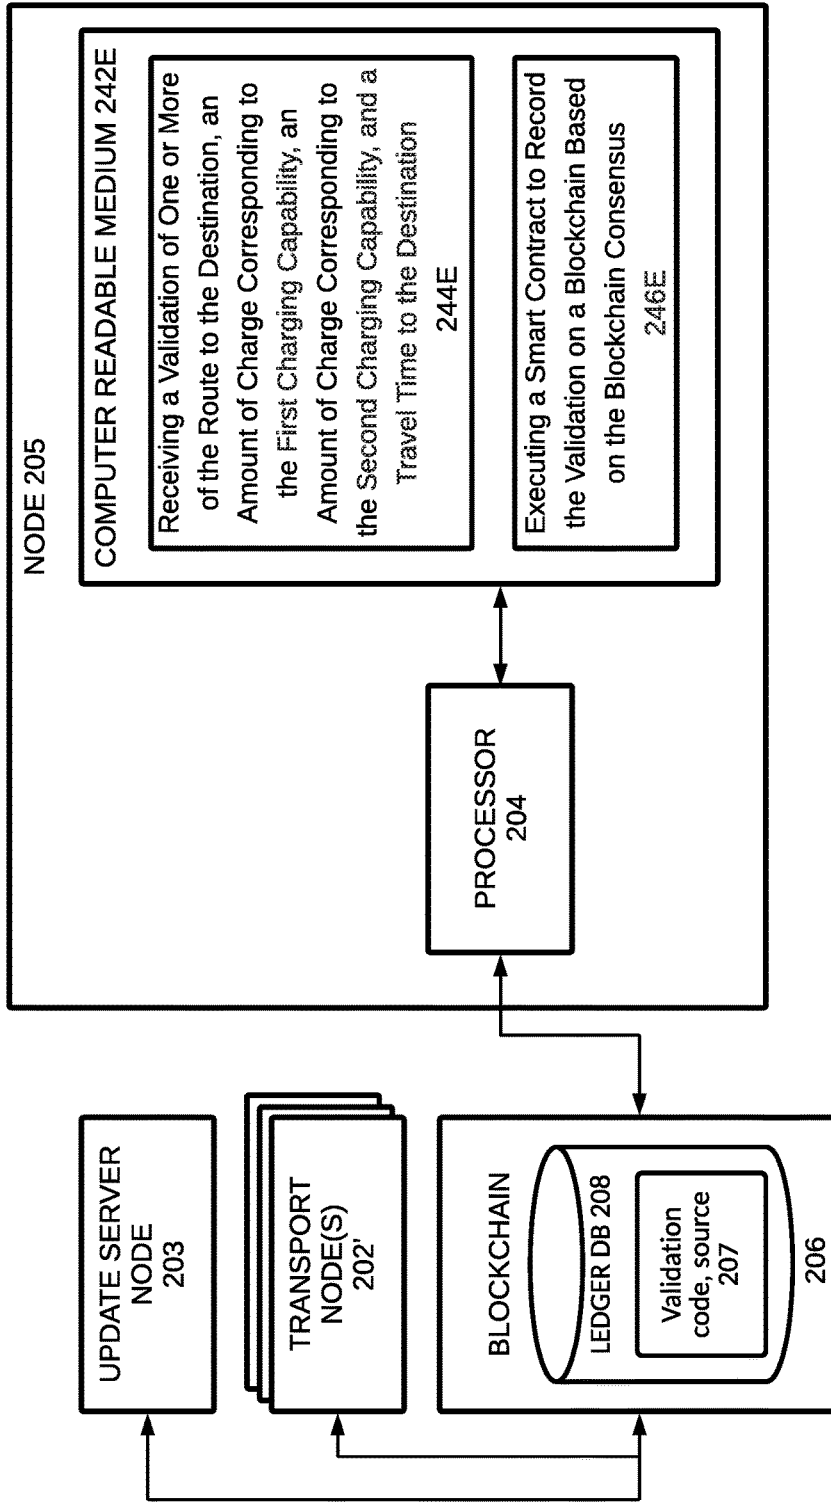 NODE 205
COMPUTER READABLE MEDIUM 242E
Receiving a Validation of One or More
of the Route to the Destination, an
Amount of Charge Corresponding to
the First Charging Capability, an
Amount of Charge Corresponding to
the Second Charging Capability, and a
Travel Time to the Destination
244E
Executing a Smart Contract to Record
the Validation on a Blockchain Based
on the Blockchain Consensus
246E
PROCESSOR
204
UPDATE SERVER
NODE
203
TRANSPORT
NODE(S)
202'
BLOCKCHAIN
LEDGER DB 208
Validation
code, source
207
206